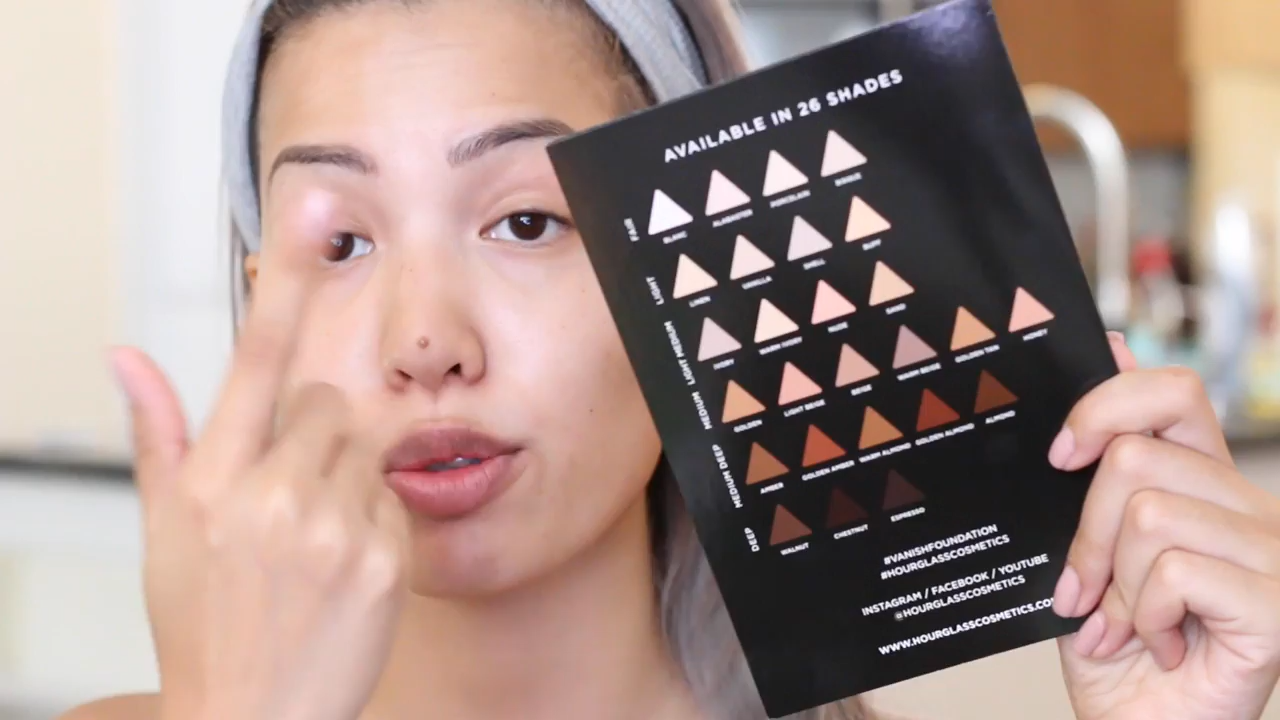 AVAILABLE IN 26 SHADES
FAIR
BLANC ALABASTER PORCELAIN BISQUE
LIGHT
LINEN VANILLA SHELL BUFF
LIGHT MEDIUM
IVORY WARM IVORY NUDE SAND
MEDIUM
GOLDEN LIGHT BEIGE BEIGE WARM BEIGE GOLDEN TAN HONEY
MEDIUM DEEP
AMBER GOLDEN AMBER WARM ALMOND GOLDEN ALMOND ALMOND
DEEP
WALNUT CHESTNUT ESPRESSO
#VANISHFOUNDATION
#HOURGLASSCOSMETICS
INSTAGRAM / FACEBOOK / YOUTUBE
@HOURGLASSCOSMETICS
WWW.HOURGLASSCOSMETICS.CO